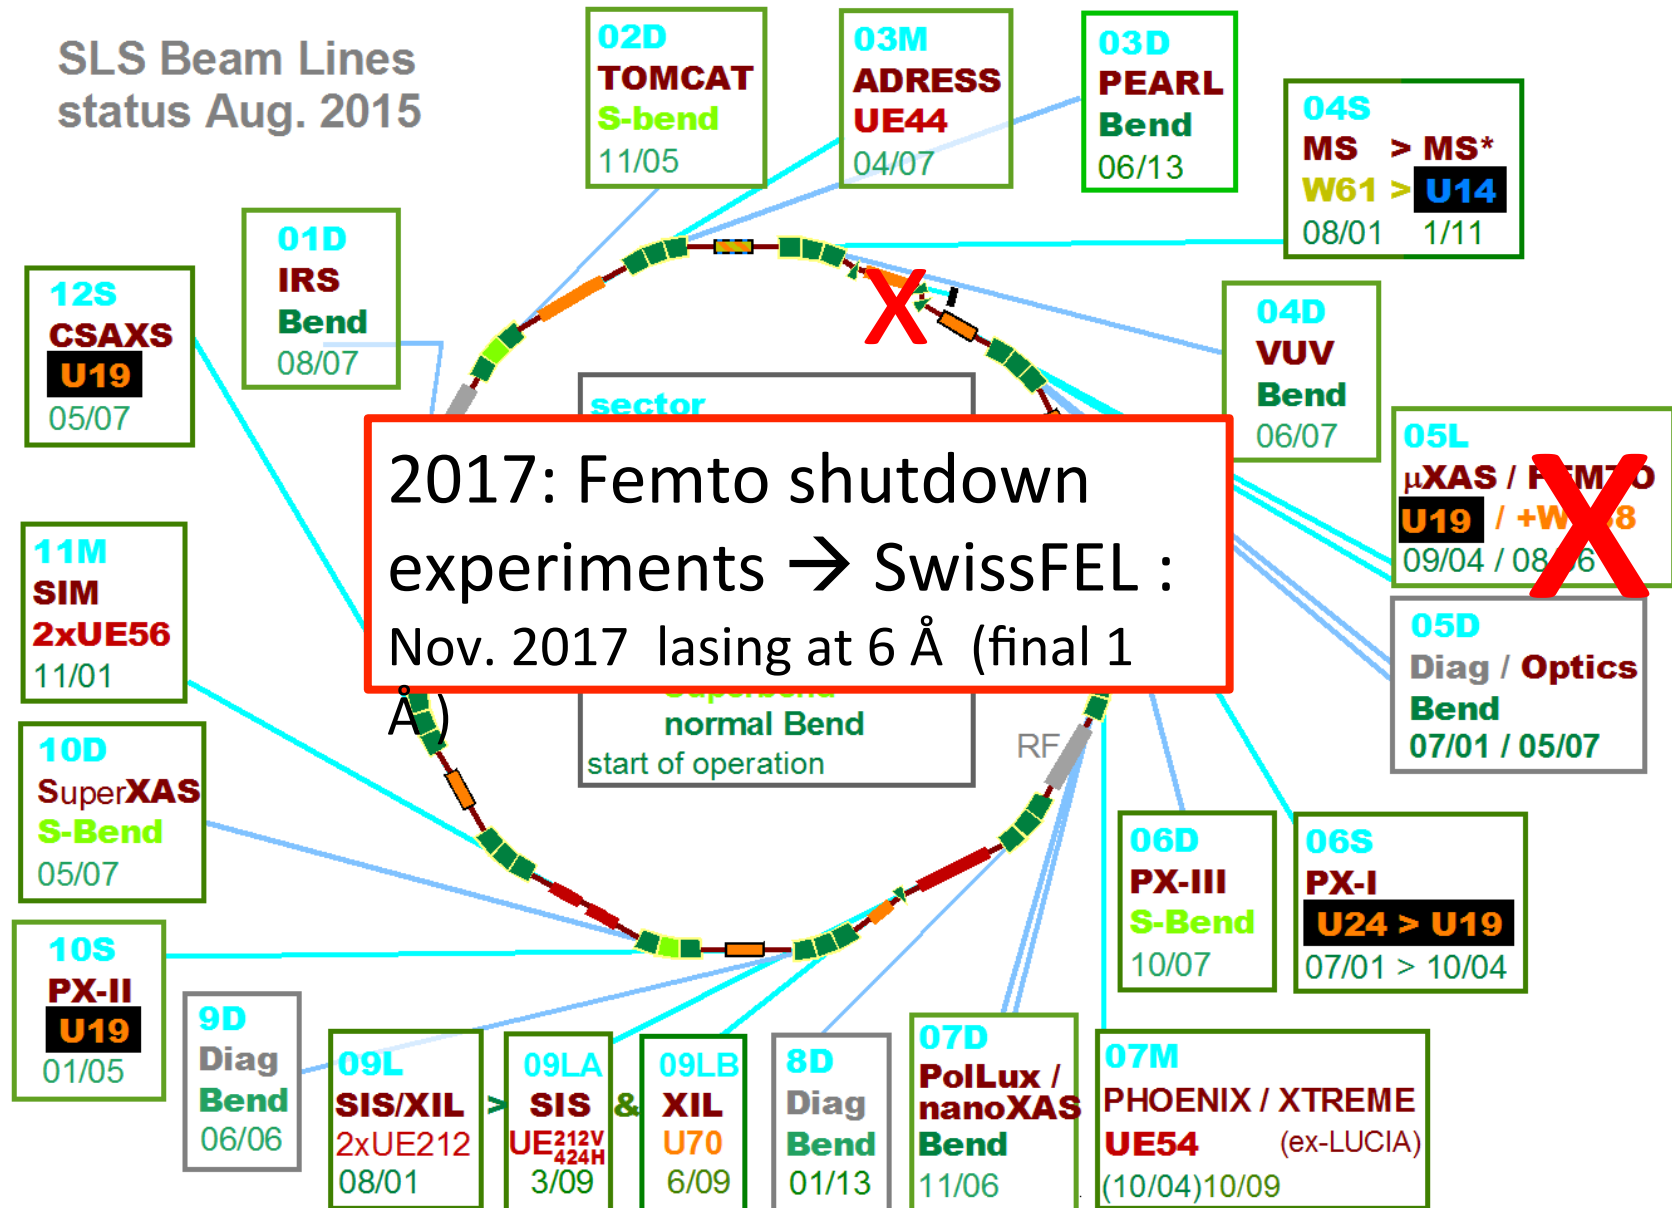 SLS Beam Lines
status Aug. 2015
02D
TOMCAT
S-bend
11/05
03M
ADRESS
UE44
04/07
03D
PEARL
Bend
06/13
04S
MS > MS*
W61 > U14
08/01 1/11
01D
IRS
Bend
08/07
12S
CSAXS
U19
05/07
04D
VUV
Bend
06/07
sector
2017: Femto shutdown
experiments → SwissFEL :
Nov. 2017 lasing at 6 Å (final 1
Å)
Superbend
normal Bend
start of operation
05L
µXAS / FEMTO
U19 / +W138
09/04 / 08/06
X
X
11M
SIM
2xUE56
11/01
05D
Diag / Optics
Bend
07/01 / 05/07
RF
10D
SuperXAS
S-Bend
05/07
06D
PX-III
S-Bend
10/07
06S
PX-I
U24 > U19
07/01 > 10/04
10S
PX-II
U19
01/05
9D
Diag
Bend
06/06
09L
SIS/XIL >
2xUE212
08/01
09LA
SIS &
UE212V
424H
3/09
09LB
XIL
U70
6/09
8D
Diag
Bend
01/13
07D
PolLux /
nanoXAS
Bend
11/06
07M
PHOENIX / XTREME
UE54 (ex-LUCIA)
(10/04)10/09